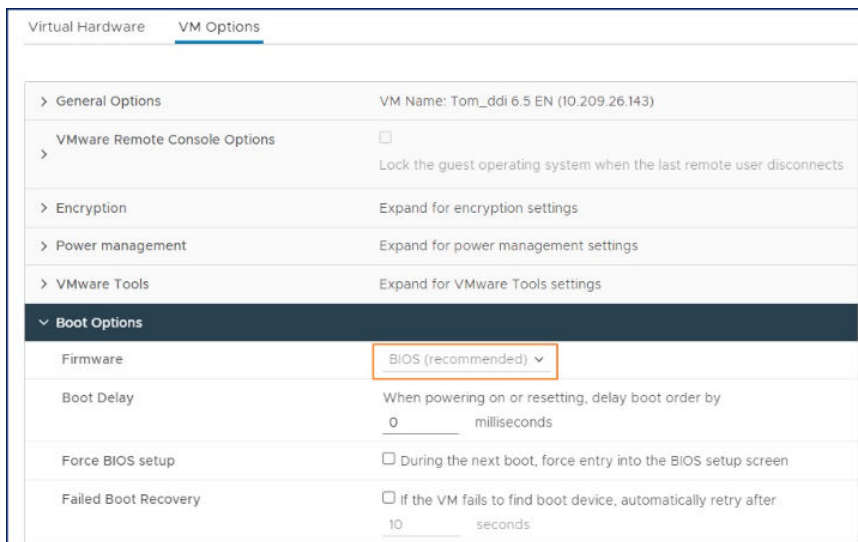 Virtual Hardware VM Options
General Options VM Name: Tom_ddi 6.5 EN (10.209.26.143)
VMware Remote Console Options
Lock the guest operating system when the last remote user disconnects
Encryption Expand for encryption settings
Power management Expand for power management settings
VMware Tools Expand for VMware Tools settings
Boot Options
Firmware BIOS (recommended)
Boot Delay When powering on or resetting, delay boot order by
0 milliseconds
Force BIOS setup During the next boot, force entry into the BIOS setup screen
Failed Boot Recovery If the VM fails to find boot device, automatically retry after
10 seconds